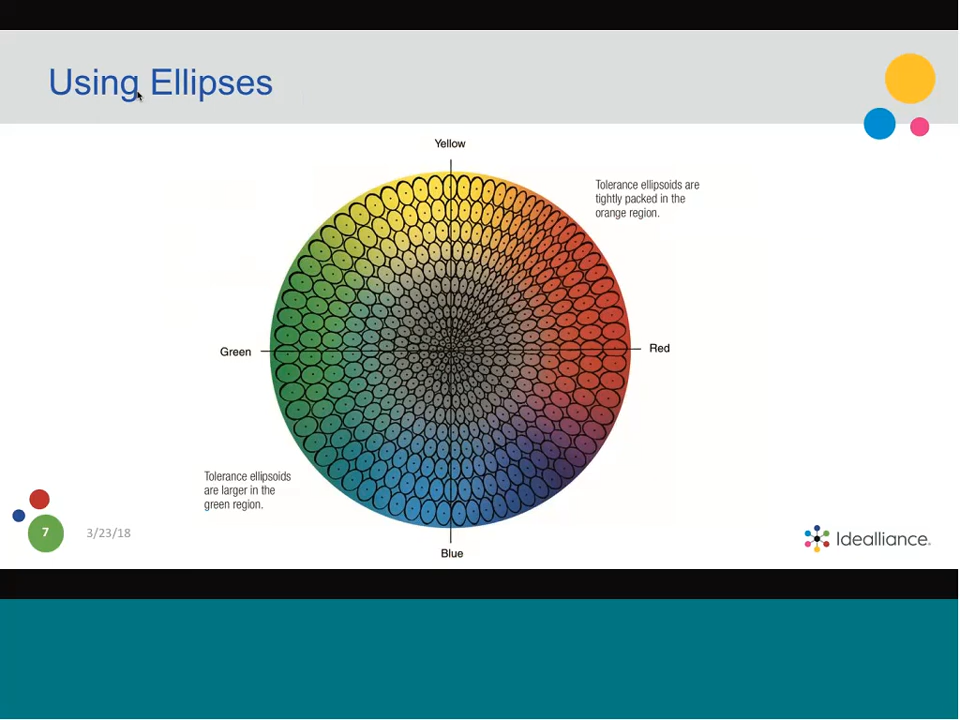 Using Ellipses
Yellow
Tolerance ellipsoids are
tightly packed in the
orange region.
Green
Red
Tolerance ellipsoids
are larger in the
green region.
7
3/23/18
Blue
Idealliance.